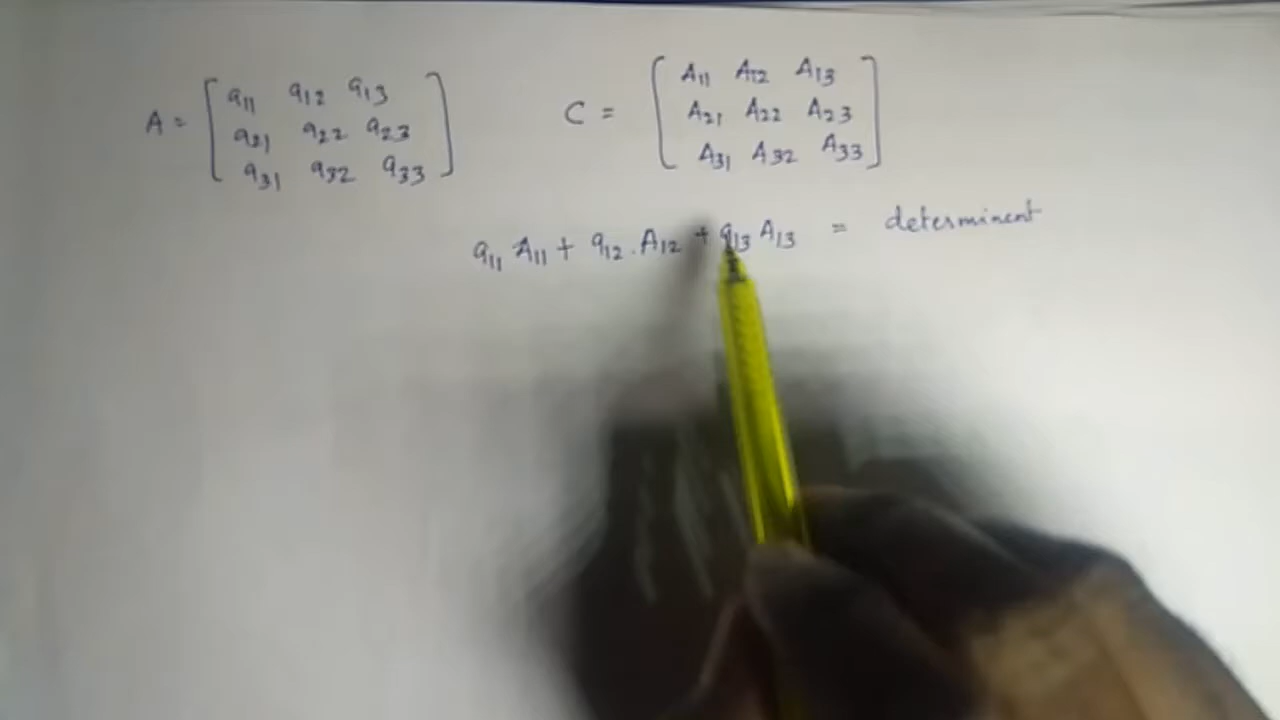 A = [ a11 a12 a13
a21 a22 a23
a31 a32 a33 ]
C = [ A11 A12 A13
A21 A22 A23
A31 A32 A33 ]
a11 A11 + a12 . A12 + a13 A13 = determinent